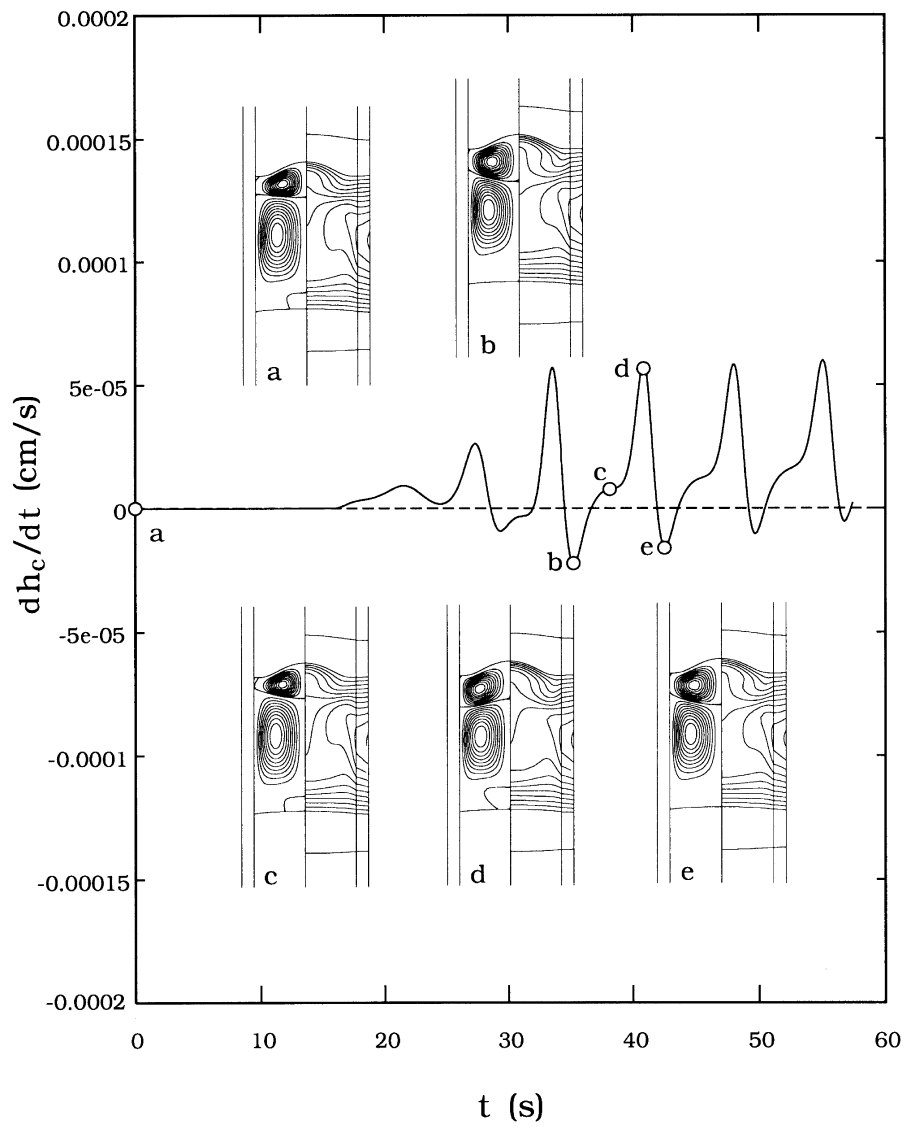 0.0002
0.00015
0.0001
5e-05
0
-5e-05
-0.0001
-0.00015
-0.0002
dh_c/dt (cm/s)
a
b
a
b
c
d
e
c
d
e
0
10
20
30
40
50
60
t (s)